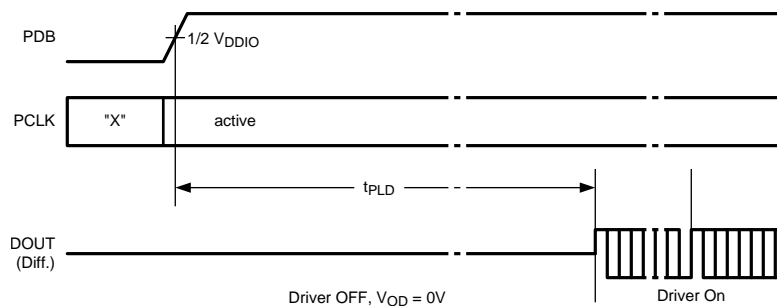 PDB
1/2 VDDIO
PCLK
"X"
active
tPLD
DOUT
(Diff.)
Driver OFF, VOD = 0V
Driver On